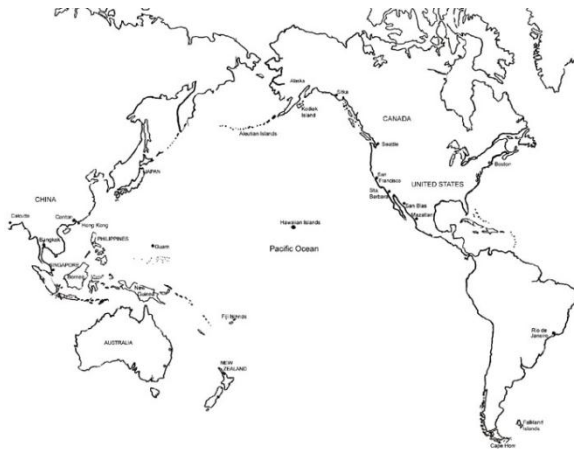 Alaska
Sitka
Kodiak
Island
Aleutian Islands
CANADA
Seattle
Boston
San
Francisco
UNITED STATES
Sta
Barbara
San Blas
Mazatlan
JAPAN
CHINA
Calcutta
Canton
Hong Kong
Bangkok
PHILIPPINES
Guam
Hawaiian Islands
Pacific Ocean
SINGAPORE
Borneo
New
Guinea
Fiji Islands
AUSTRALIA
NEW
ZEALAND
Rio de
Janeiro
Falkland
Islands
Cape Horn